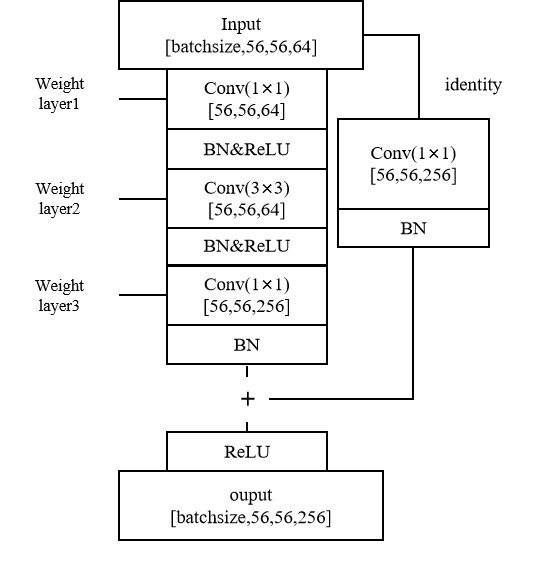 Input
[batchsize,56,56,64]
Weight
layer1
Conv(1×1)
[56,56,64]
identity
BN&ReLU
Conv(1×1)
[56,56,256]
Weight
layer2
Conv(3×3)
[56,56,64]
BN
BN&ReLU
Weight
layer3
Conv(1×1)
[56,56,256]
BN
+
ReLU
ouput
[batchsize,56,56,256]